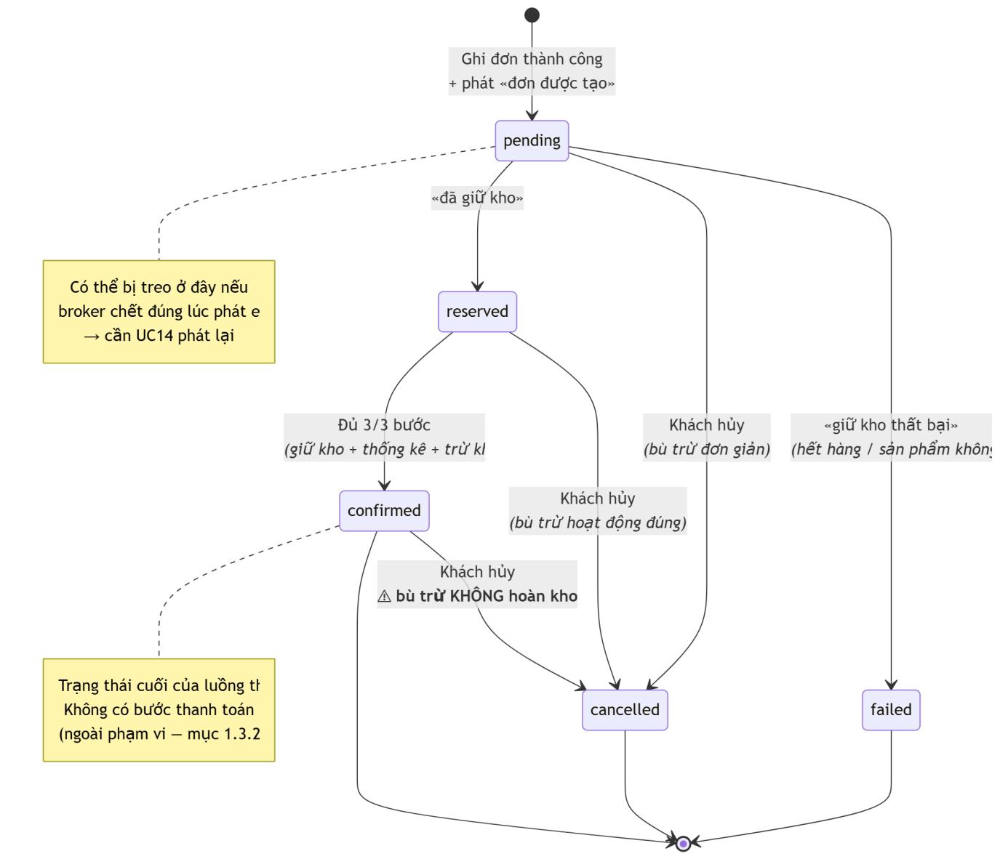 Ghi đơn thành công
+ phát «đơn được tạo»
pending
«đã giữ kho»
Có thể bị treo ở đây nếu
broker chết đúng lúc phát e
→ cần UC14 phát lại
reserved
Đủ 3/3 bước
(giữ kho + thống kê + trừ kh
Khách hủy
(bù trừ đơn giản)
«giữ kho thất bại»
(hết hàng / sản phẩm không
Khách hủy
(bù trừ hoạt động đúng)
confirmed
Khách hủy
⚠ bù trừ KHÔNG hoàn kho
Trạng thái cuối của luồng th
Không có bước thanh toán
(ngoài phạm vi — mục 1.3.2
cancelled
failed